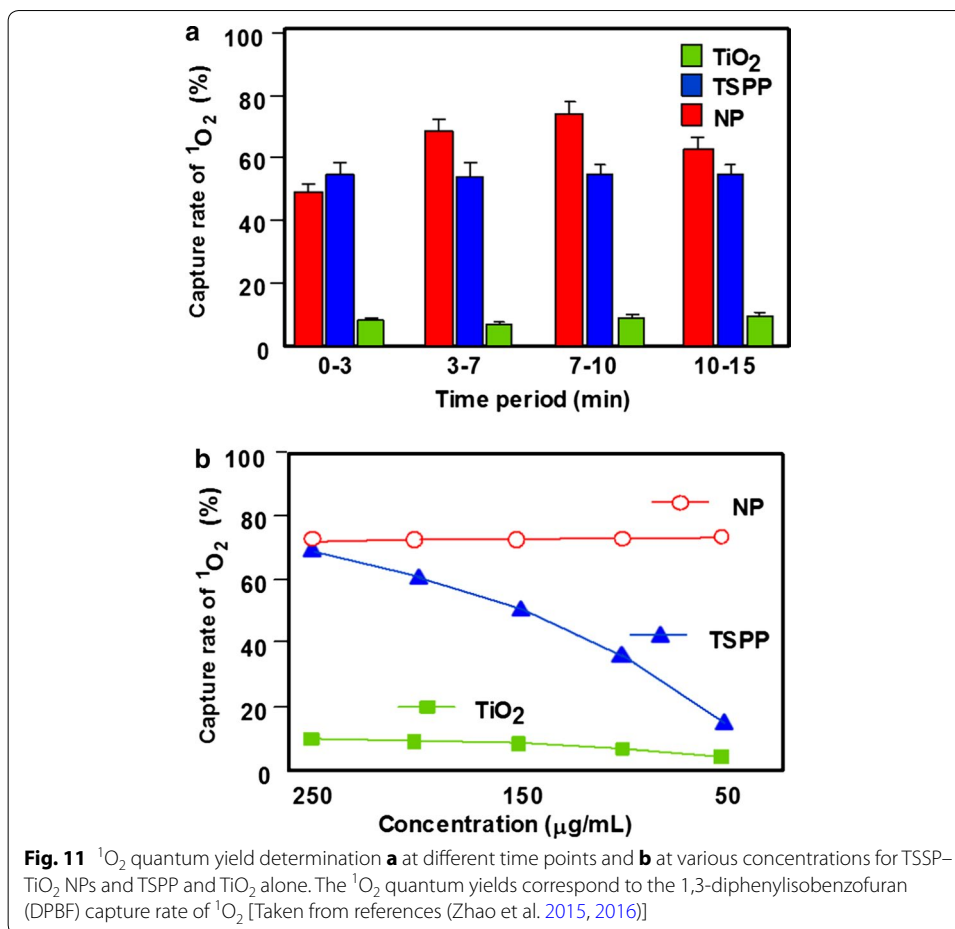 a
100
80
60
40
20
0
Capture rate of ¹O₂ (%)
TiO₂
TSPP
NP
0-3 3-7 7-10 10-15
Time period (min)
b
100
80
60
40
20
0
Capture rate of ¹O₂ (%)
NP
TSPP
TiO₂
250 150 50
Concentration (μg/mL)
Fig. 11 ¹O₂ quantum yield determination a at different time points and b at various concentrations for TSSP–
TiO₂ NPs and TSPP and TiO₂ alone. The ¹O₂ quantum yields correspond to the 1,3-diphenylisobenzofuran
(DPBF) capture rate of ¹O₂ [Taken from references (Zhao et al. 2015, 2016)]